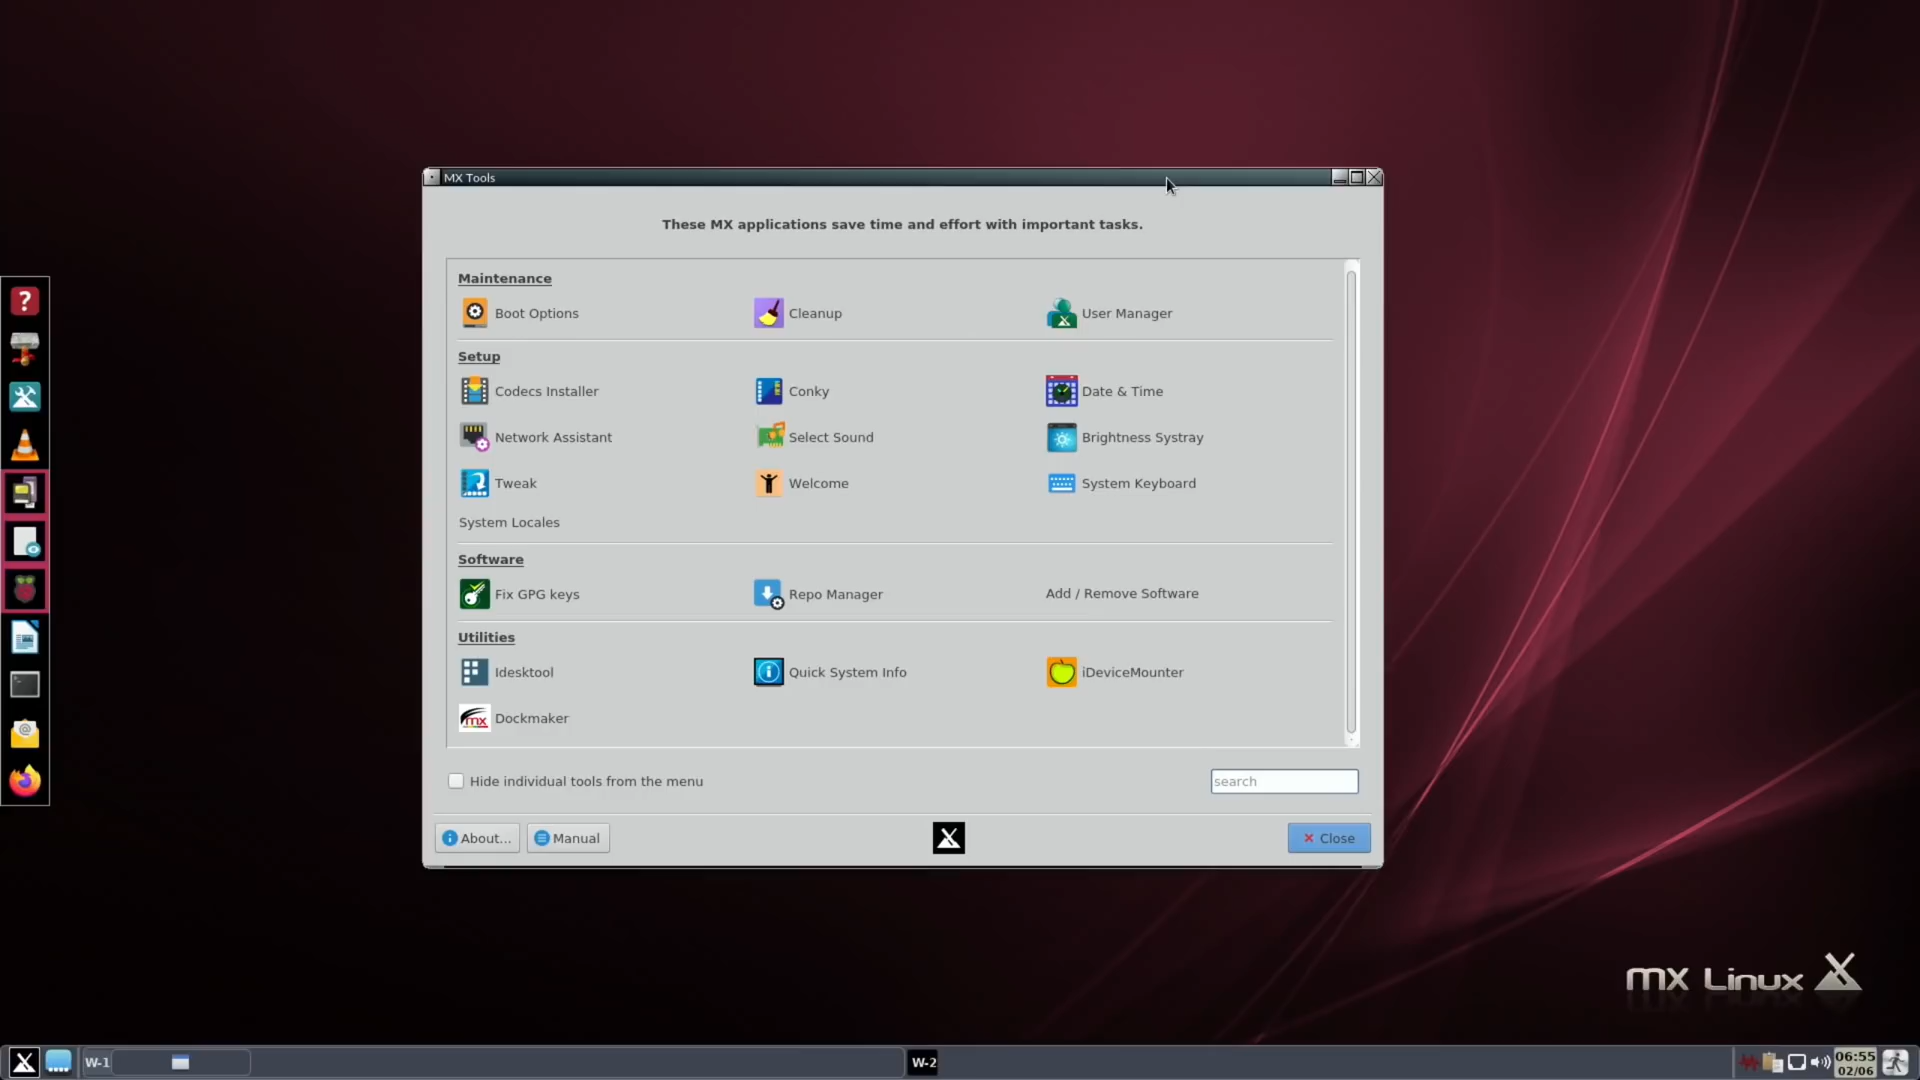 MX Tools
These MX applications save time and effort with important tasks.
Maintenance
Boot Options
Cleanup
User Manager
Setup
Codecs Installer
Conky
Date & Time
Network Assistant
Select Sound
Brightness Systray
Tweak
Welcome
System Keyboard
System Locales
Software
Fix GPG keys
Repo Manager
Add / Remove Software
Utilities
Idesktool
Quick System Info
iDeviceMounter
mx
Dockmaker
Hide individual tools from the menu
search
About...
Manual
Close
mx Linux
W-1
W-2
06:55
02/06